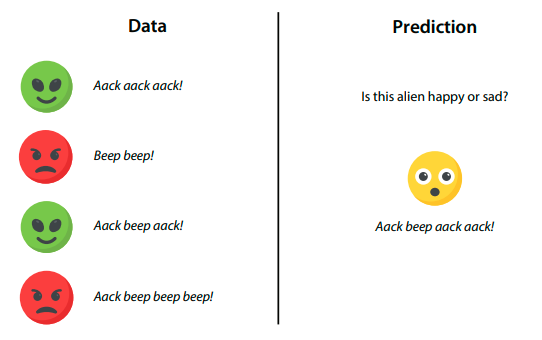 Data
Aack aack aack!
Beep beep!
Aack beep aack!
Aack beep beep beep!
Prediction
Is this alien happy or sad?
Aack beep aack aack!